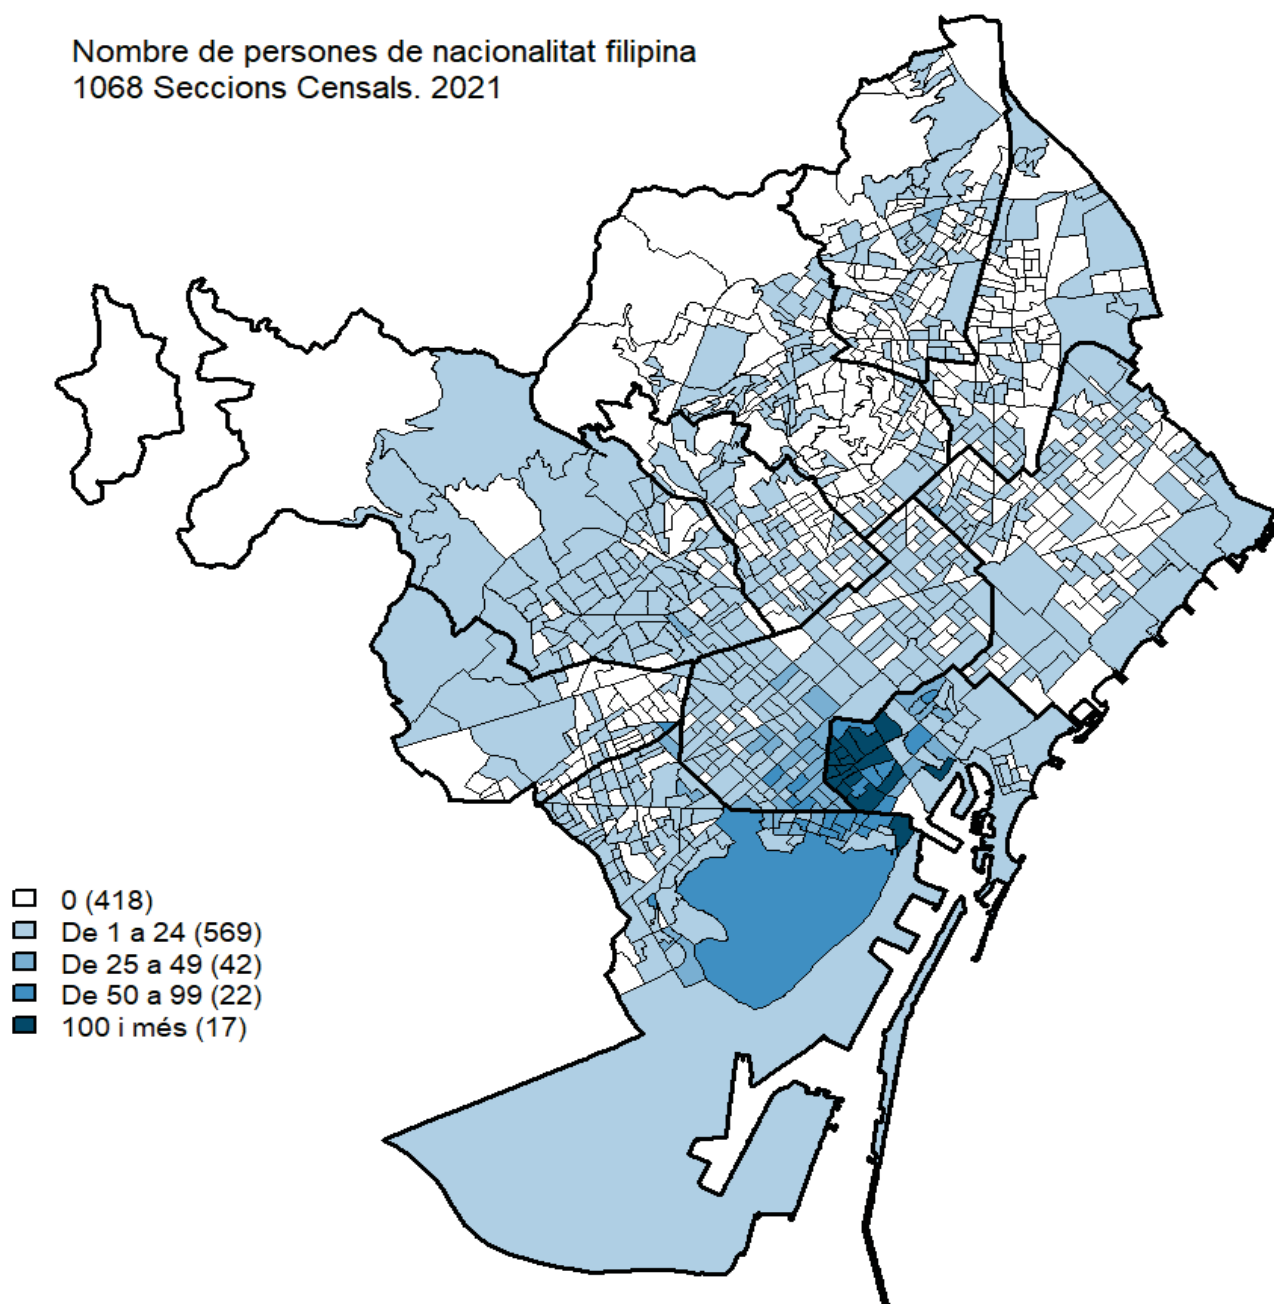 Nombre de persones de nacionalitat filipina
1068 Seccions Censals. 2021
0 (418)
De 1 a 24 (569)
De 25 a 49 (42)
De 50 a 99 (22)
100 i més (17)